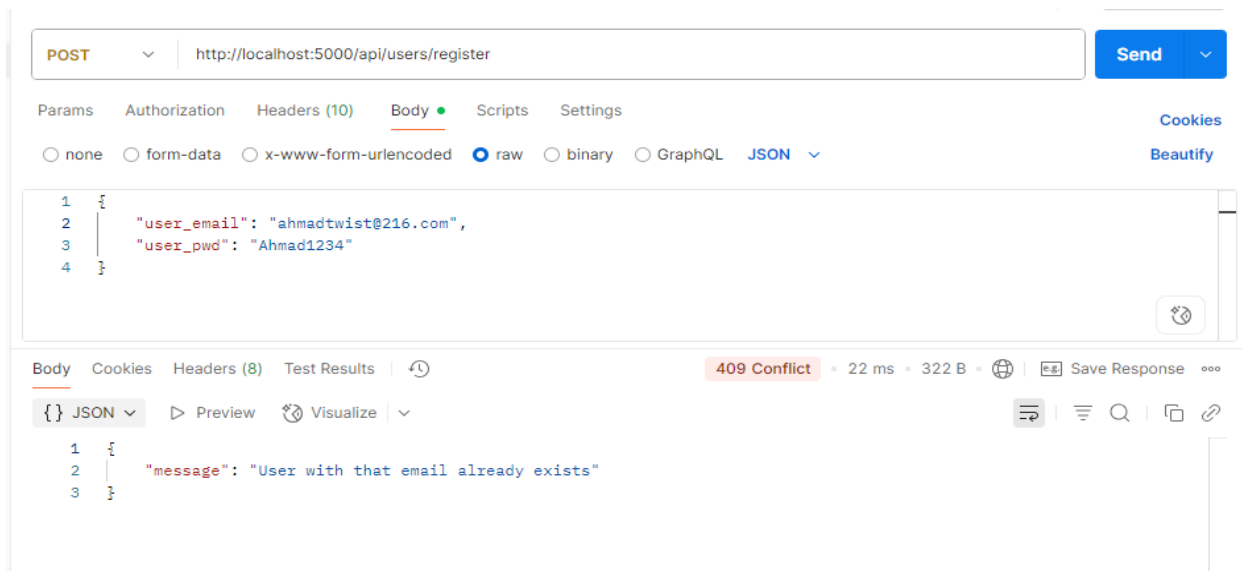 POST http://localhost:5000/api/users/register Send
Params Authorization Headers (10) Body Scripts Settings Cookies
none form-data x-www-form-urlencoded raw binary GraphQL JSON Beautify
1 {
2 "user_email": "ahmadtwist@216.com",
3 "user_pwd": "Ahmad1234"
4 }
Body Cookies Headers (8) Test Results 409 Conflict 22 ms 322 B e.g. Save Response
{} JSON Preview Visualize
1 {
2 "message": "User with that email already exists"
3 }